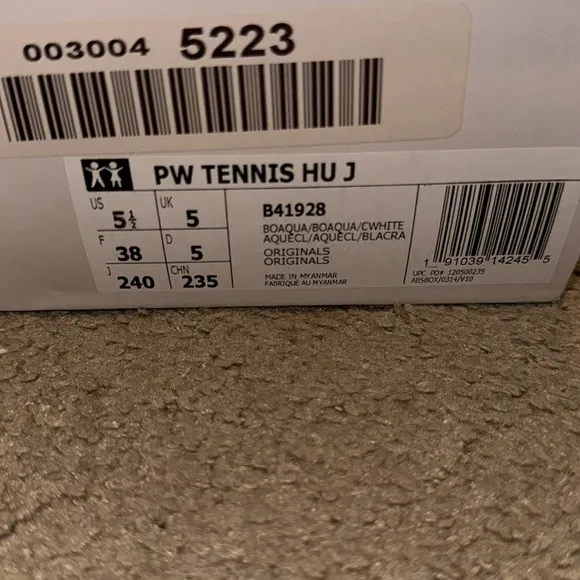 003004 5223
PW TENNIS HU J
US 5½ UK 5
F 38 D 5
J 240 CHN 235
B41928
BOAQUA/BOAQUA/CWHITE
AQUECL/AQUECL/BLACRA
ORIGINALS
ORIGINALS
MADE IN MYANMAR
FABRIQUÉ AU MYANMAR
1 91039 14245 5
UPC PO# 120500235
ABSBOX/0314/V10